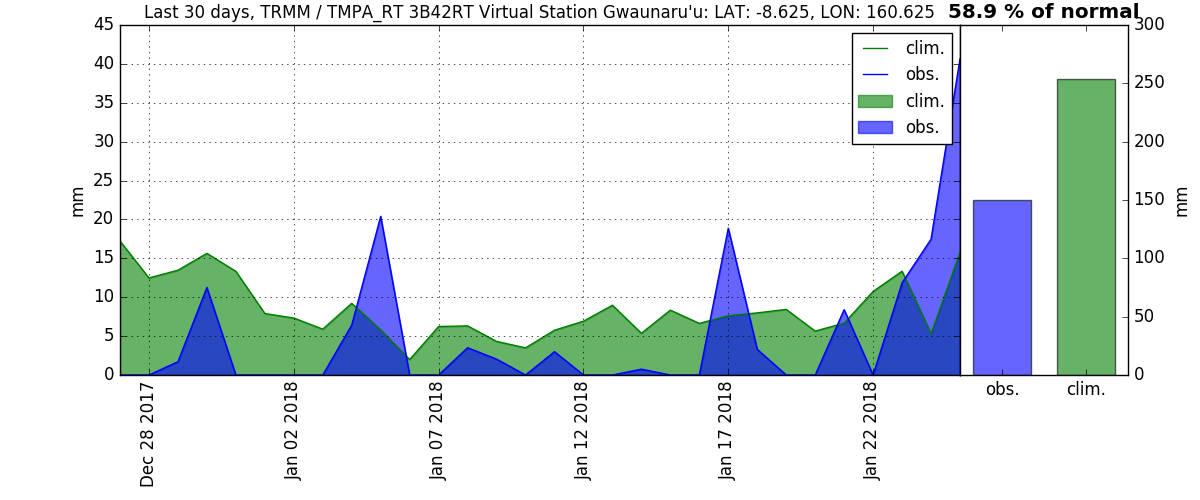 Last 30 days, TRMM / TMPA_RT 3B42RT Virtual Station Gwaunaru'u: LAT: -8.625, LON: 160.625 58.9 % of normal
45
40
35
30
25
20
15
10
5
0
mm
clim.
obs.
clim.
obs.
300
250
200
150
100
50
0
mm
Dec 28 2017
Jan 02 2018
Jan 07 2018
Jan 12 2018
Jan 17 2018
Jan 22 2018
obs.
clim.